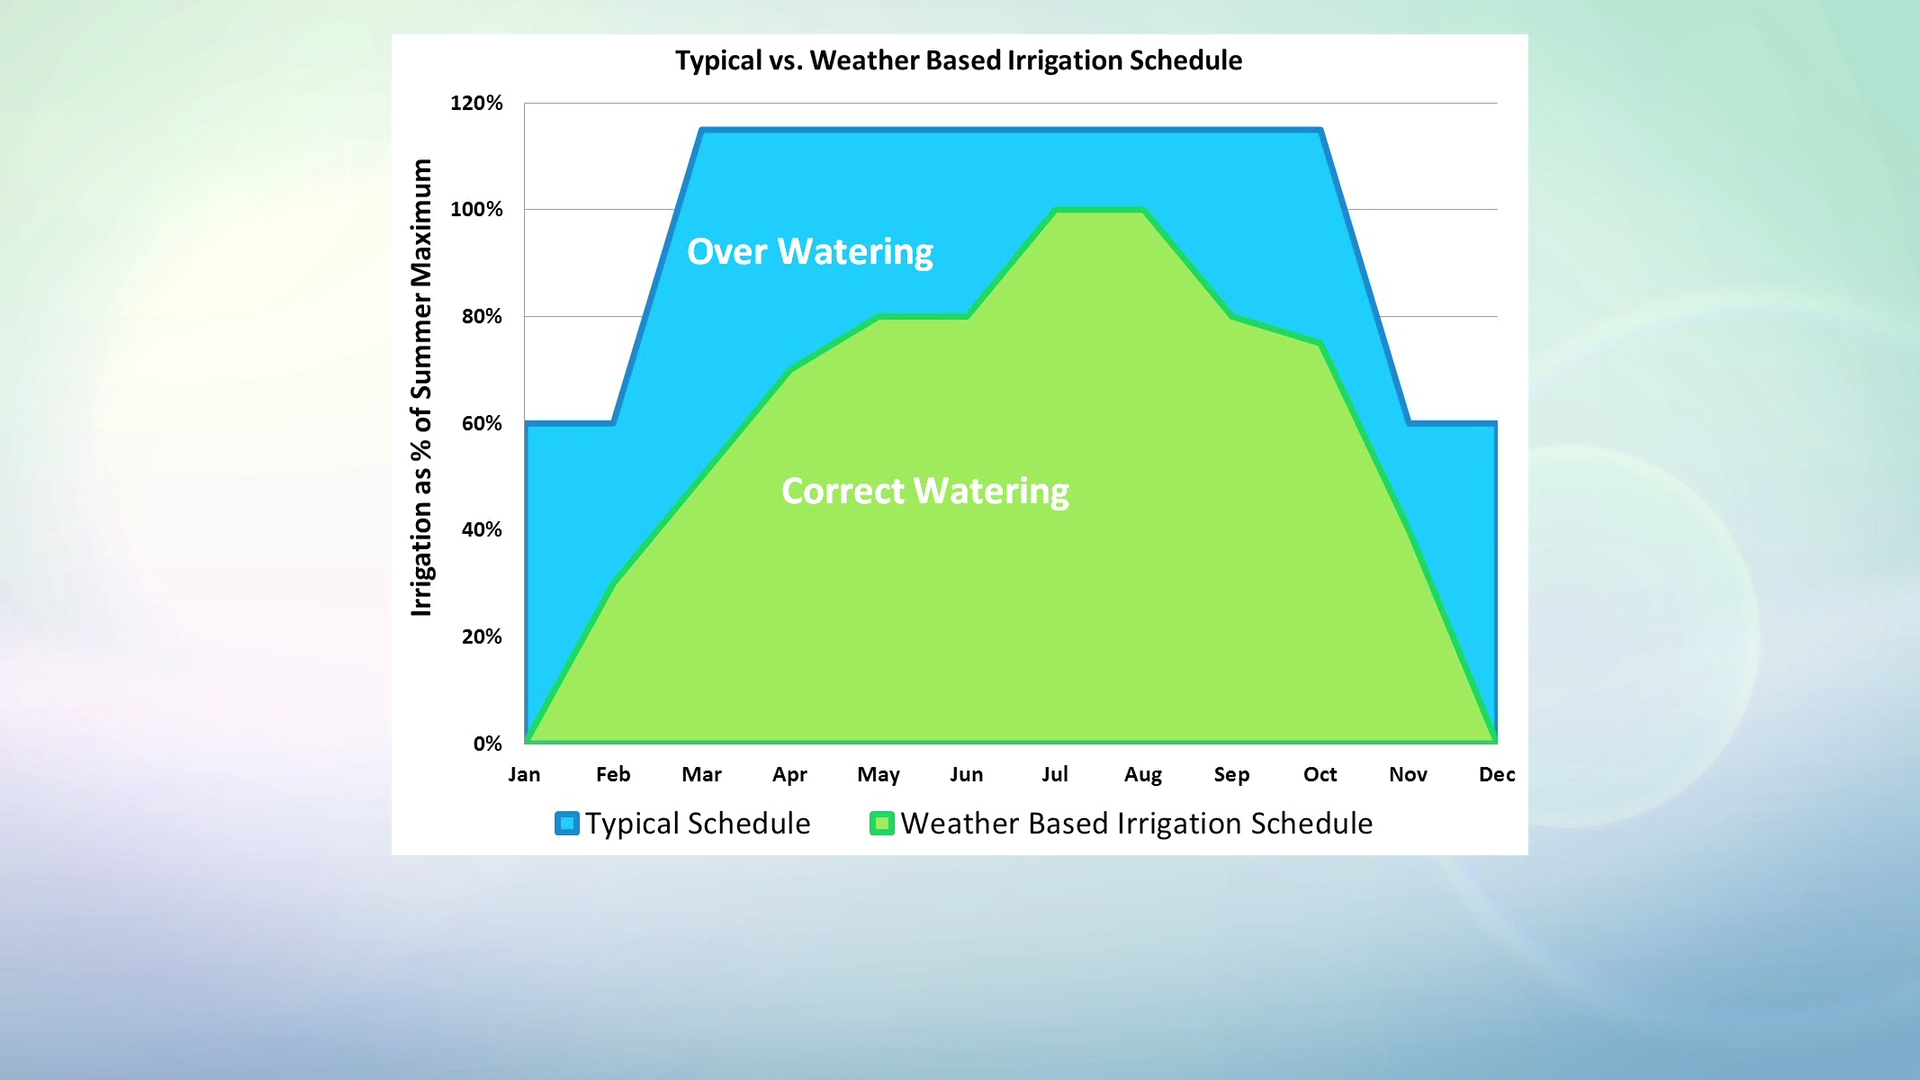 Typical vs. Weather Based Irrigation Schedule
120%
100%
80%
60%
40%
20%
0%
Irrigation as % of Summer Maximum
Over Watering
Correct Watering
Jan Feb Mar Apr May Jun Jul Aug Sep Oct Nov Dec
Typical Schedule Weather Based Irrigation Schedule